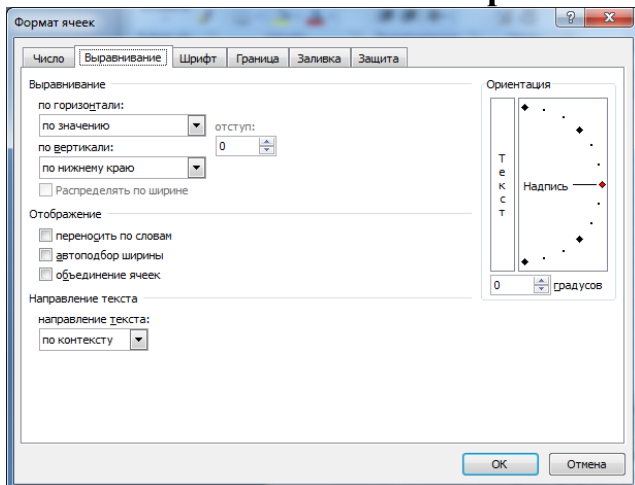 Формат ячеек
Число Выравнивание Шрифт Граница Заливка Защита
Выравнивание
по горизонтали:
по значению
отступ:
по вертикали:
0
по нижнему краю
Распределять по ширине
Отображение
переносить по словам
автоподбор ширины
объединение ячеек
Направление текста
направление текста:
по контексту
Ориентация
Текст
Надпись
0 градусов
ОК Отмена